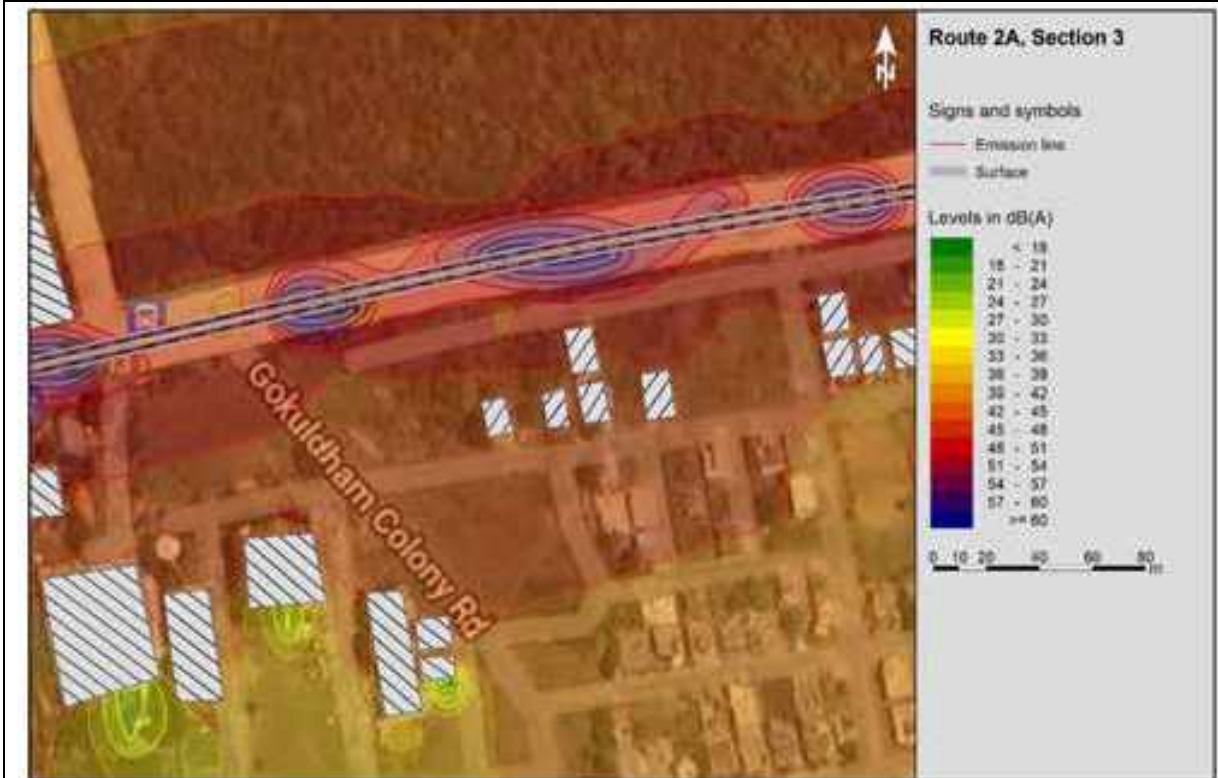 N
Route 2A, Section 3
Signs and symbols
Emission line
Surface
Levels in dB(A)
< 18
18 - 21
21 - 24
24 - 27
27 - 30
30 - 33
33 - 36
36 - 39
39 - 42
42 - 45
45 - 48
48 - 51
51 - 54
54 - 57
57 - 60
>= 60
0 10 20 40 60 80
m
Gokuldham Colony Rd